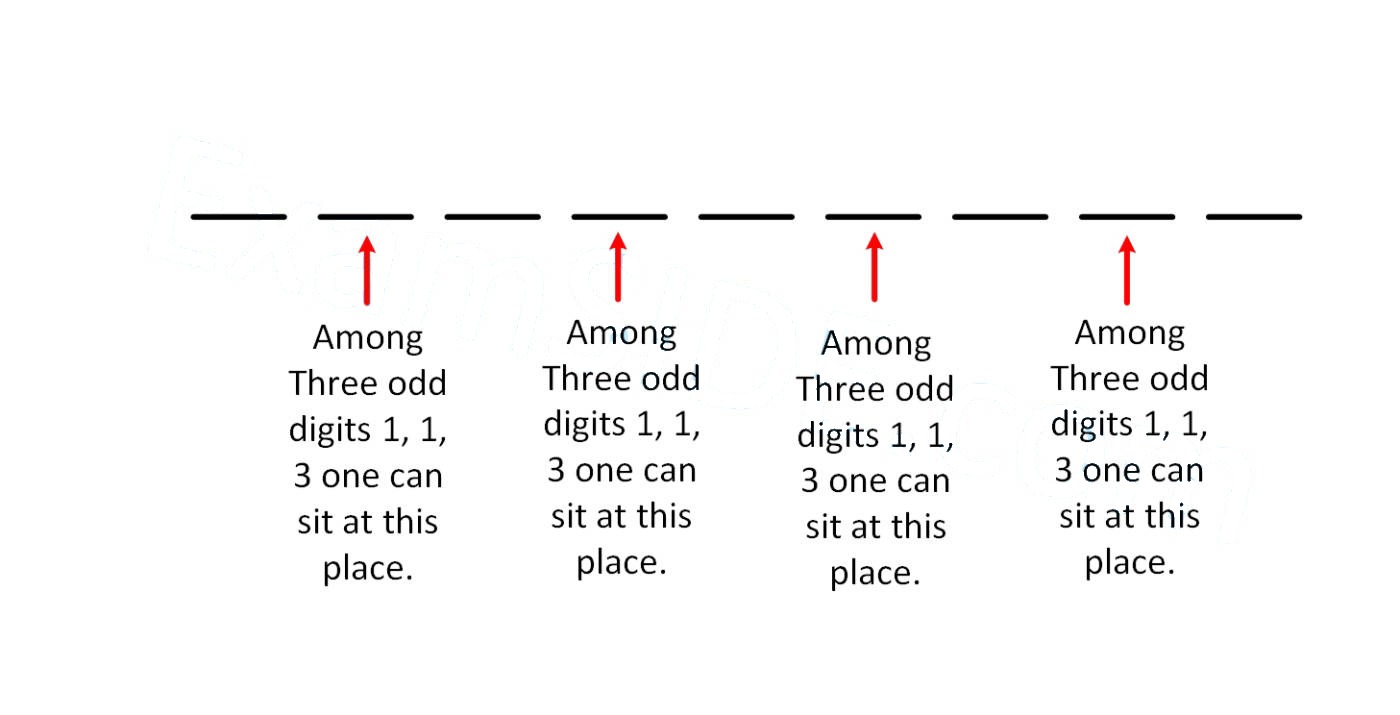 Among
Three odd
digits 1, 1,
3 one can
sit at this
place.
Among
Three odd
digits 1, 1,
3 one can
sit at this
place.
Among
Three odd
digits 1, 1,
3 one can
sit at this
place.
Among
Three odd
digits 1, 1,
3 one can
sit at this
place.
ExamSIDE.com